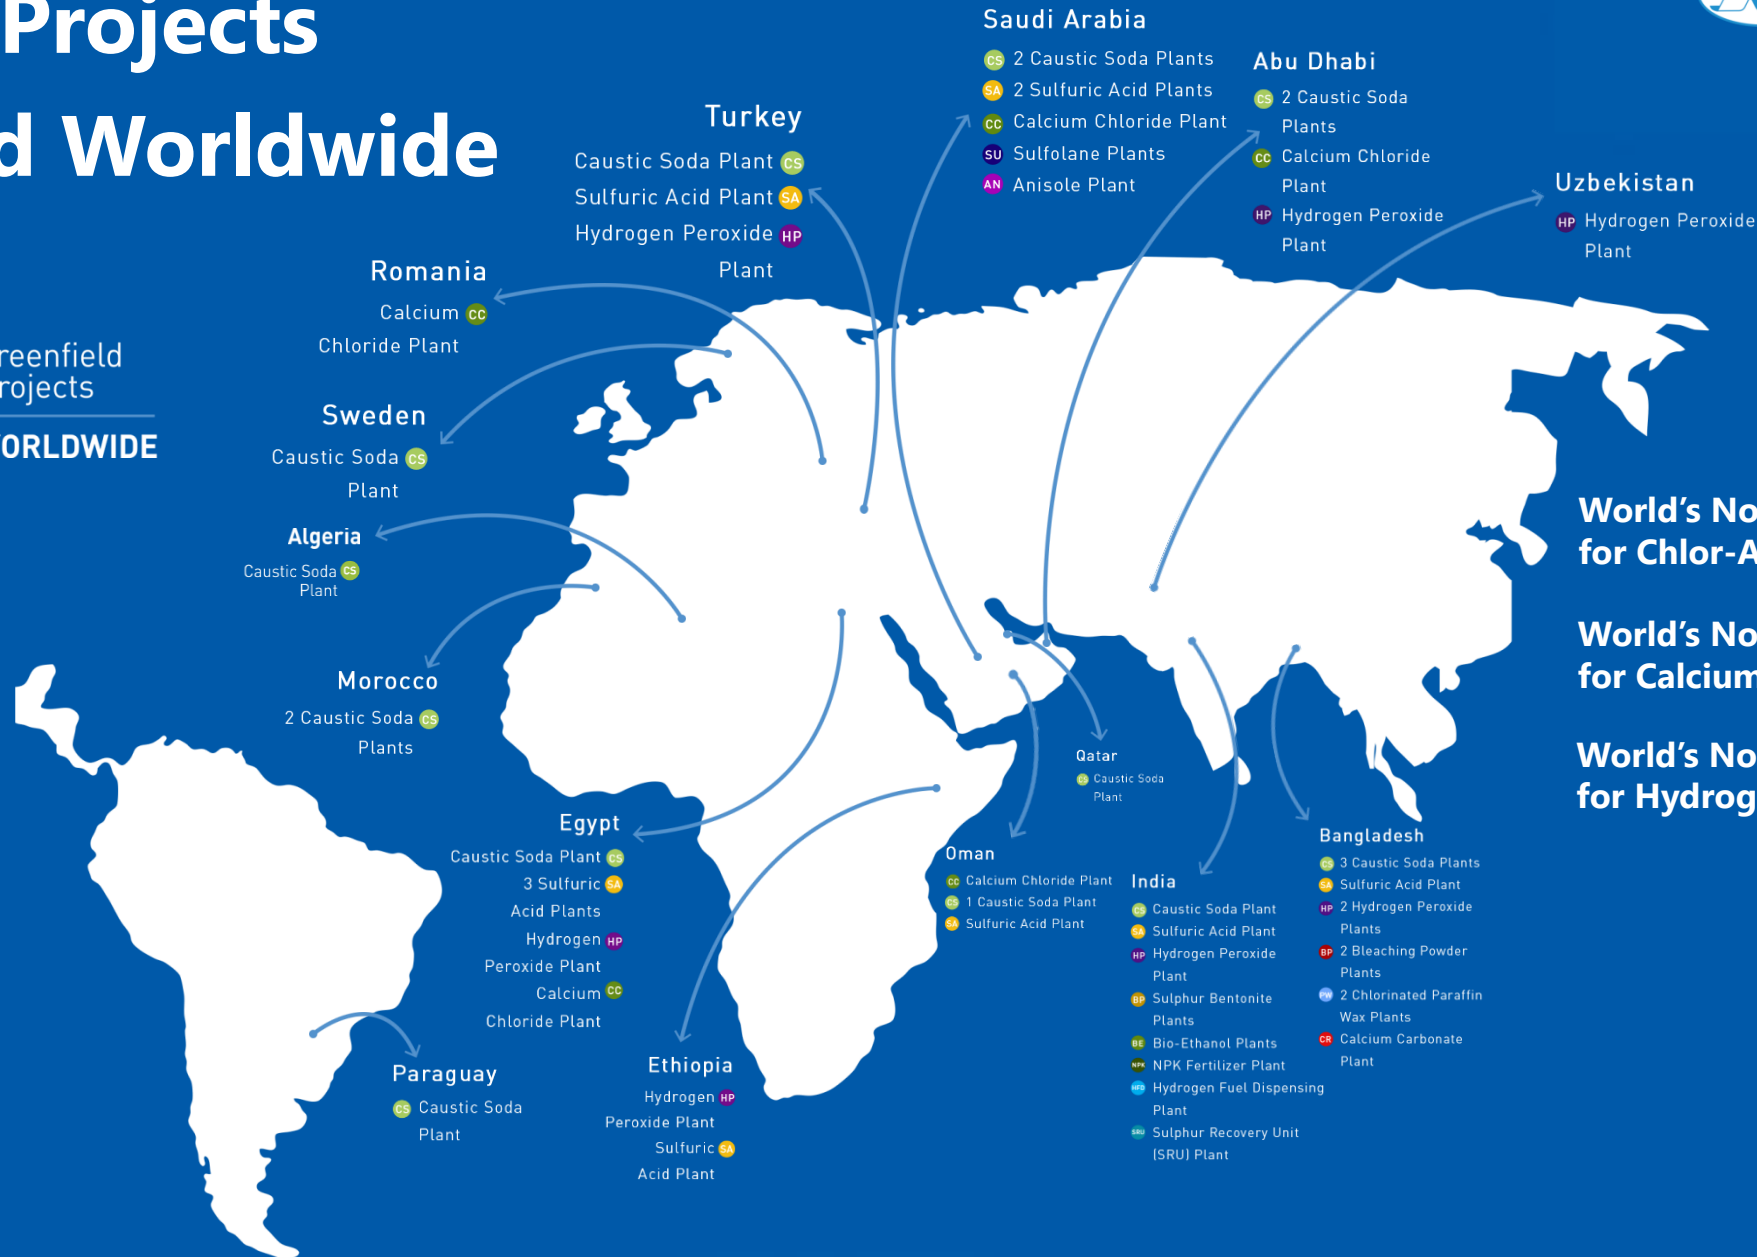 Projects
d Worldwide
reenfield
rojects
ORLDWIDE
Saudi Arabia
CS 2 Caustic Soda Plants
SA 2 Sulfuric Acid Plants
CC Calcium Chloride Plant
SU Sulfolane Plants
AN Anisole Plant
Abu Dhabi
CS 2 Caustic Soda
Plants
CC Calcium Chloride
Plant
HP Hydrogen Peroxide
Plant
Uzbekistan
HP Hydrogen Peroxide
Plant
Turkey
Caustic Soda Plant CS
Sulfuric Acid Plant SA
Hydrogen Peroxide HP
Plant
Romania
Calcium CC
Chloride Plant
Sweden
Caustic Soda CS
Plant
Algeria
Caustic Soda CS
Plant
Morocco
2 Caustic Soda CS
Plants
Egypt
Caustic Soda Plant CS
3 Sulfuric SA
Acid Plants
Hydrogen HP
Peroxide Plant
Calcium CC
Chloride Plant
Paraguay
CS Caustic Soda
Plant
Ethiopia
Hydrogen HP
Peroxide Plant
Sulfuric SA
Acid Plant
Qatar
CS Caustic Soda
Plant
Oman
CC Calcium Chloride Plant
CS 1 Caustic Soda Plant
SA Sulfuric Acid Plant
India
CS Caustic Soda Plant
SA Sulfuric Acid Plant
HP Hydrogen Peroxide
Plant
BP Sulphur Bentonite
Plants
BE Bio-Ethanol Plants
NPK NPK Fertilizer Plant
HFD Hydrogen Fuel Dispensing
Plant
SRU Sulphur Recovery Unit
(SRU) Plant
Bangladesh
CS 3 Caustic Soda Plants
SA Sulfuric Acid Plant
HP 2 Hydrogen Peroxide
Plants
BP 2 Bleaching Powder
Plants
PW 2 Chlorinated Paraffin
Wax Plants
CR Calcium Carbonate
Plant
World's No
for Chlor-A
World's No
for Calcium
World's No
for Hydrog